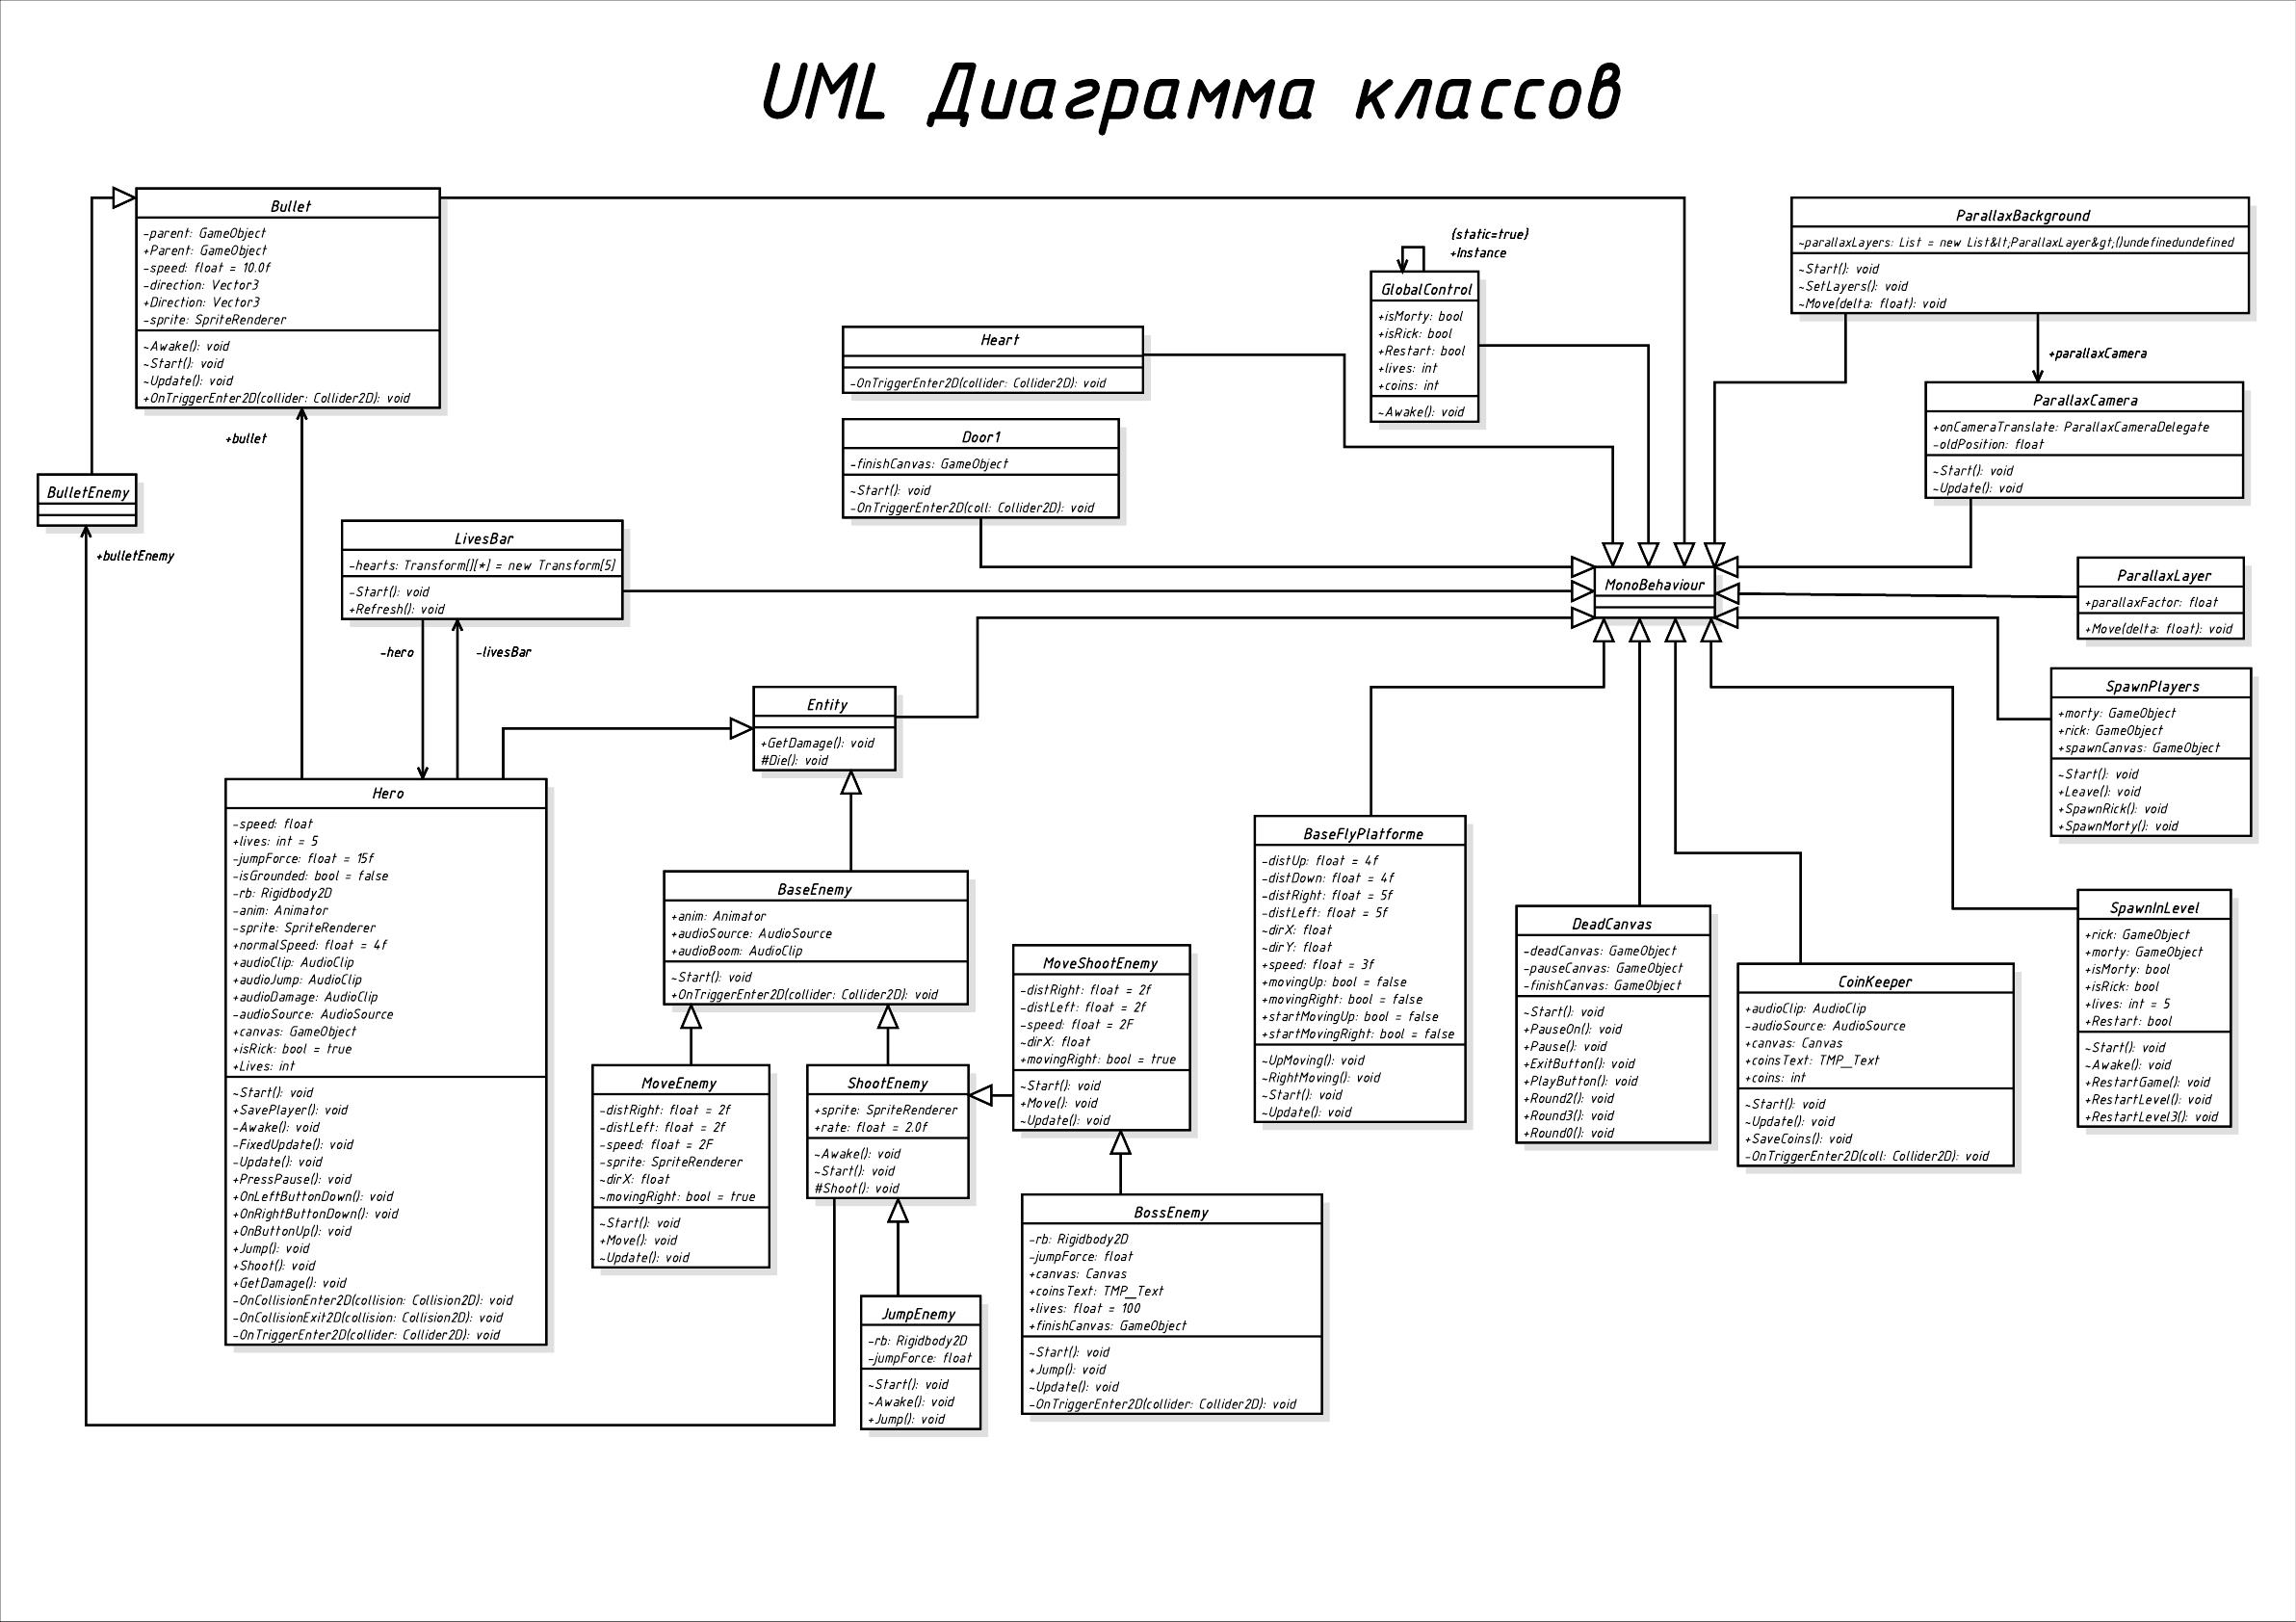 UML Диаграмма классов
Bullet
-parent: GameObject
+Parent: GameObject
-speed: float = 10.0f
-direction: Vector3
+Direction: Vector3
-sprite: SpriteRenderer
~Awake(): void
~Start(): void
~Update(): void
+OnTriggerEnter2D(collider: Collider2D): void
+bullet
BulletEnemy
+bulletEnemy
LivesBar
-hearts: Transform[][*] = new Transform[5]
-Start(): void
+Refresh(): void
-hero
-livesBar
Heart
-OnTriggerEnter2D(collider: Collider2D): void
Door1
-finishCanvas: GameObject
~Start(): void
-OnTriggerEnter2D(coll: Collider2D): void
{static=true}
+Instance
GlobalControl
+isMorty: bool
+isRick: bool
+Restart: bool
+lives: int
+coins: int
~Awake(): void
ParallaxBackground
~parallaxLayers: List = new List&lt;ParallaxLayer&gt;()undefinedundefined
~Start(): void
~SetLayers(): void
~Move(delta: float): void
+parallaxCamera
ParallaxCamera
+onCameraTranslate: ParallaxCameraDelegate
-oldPosition: float
~Start(): void
~Update(): void
MonoBehaviour
ParallaxLayer
+parallaxFactor: float
+Move(delta: float): void
SpawnPlayers
+morty: GameObject
+rick: GameObject
+spawnCanvas: GameObject
~Start(): void
+Leave(): void
+SpawnRick(): void
+SpawnMorty(): void
Entity
+GetDamage(): void
#Die(): void
Hero
-speed: float
+lives: int = 5
-jumpForce: float = 15f
-isGrounded: bool = false
-rb: Rigidbody2D
-anim: Animator
-sprite: SpriteRenderer
+normalSpeed: float = 4f
+audioClip: AudioClip
+audioJump: AudioClip
+audioDamage: AudioClip
-audioSource: AudioSource
+canvas: GameObject
+isRick: bool = true
+Lives: int
~Start(): void
+SavePlayer(): void
-Awake(): void
-FixedUpdate(): void
-Update(): void
+PressPause(): void
+OnLeftButtonDown(): void
+OnRightButtonDown(): void
+OnButtonUp(): void
+Jump(): void
+Shoot(): void
+GetDamage(): void
-OnCollisionEnter2D(collision: Collision2D): void
-OnCollisionExit2D(collision: Collision2D): void
-OnTriggerEnter2D(collider: Collider2D): void
BaseEnemy
+anim: Animator
+audioSource: AudioSource
+audioBoom: AudioClip
~Start(): void
+OnTriggerEnter2D(collider: Collider2D): void
MoveEnemy
-distRight: float = 2f
-distLeft: float = 2f
-speed: float = 2F
-sprite: SpriteRenderer
~dirX: float
~movingRight: bool = true
~Start(): void
+Move(): void
~Update(): void
ShootEnemy
+sprite: SpriteRenderer
+rate: float = 2.0f
~Awake(): void
~Start(): void
#Shoot(): void
JumpEnemy
-rb: Rigidbody2D
-jumpForce: float
~Start(): void
~Awake(): void
+Jump(): void
MoveShootEnemy
-distRight: float = 2f
-distLeft: float = 2f
-speed: float = 2F
~dirX: float
+movingRight: bool = true
~Start(): void
+Move(): void
~Update(): void
BossEnemy
-rb: Rigidbody2D
-jumpForce: float
+canvas: Canvas
+coinsText: TMP_Text
+lives: float = 100
+finishCanvas: GameObject
~Start(): void
+Jump(): void
~Update(): void
-OnTriggerEnter2D(collider: Collider2D): void
BaseFlyPlatforme
-distUp: float = 4f
-distDown: float = 4f
-distRight: float = 5f
-distLeft: float = 5f
~dirX: float
~dirY: float
+speed: float = 3f
+movingUp: bool = false
+movingRight: bool = false
+startMovingUp: bool = false
+startMovingRight: bool = false
~UpMoving(): void
~RightMoving(): void
~Start(): void
~Update(): void
DeadCanvas
-deadCanvas: GameObject
-pauseCanvas: GameObject
-finishCanvas: GameObject
~Start(): void
+PauseOn(): void
+Pause(): void
+ExitButton(): void
+PlayButton(): void
+Round2(): void
+Round3(): void
+Round0(): void
CoinKeeper
+audioClip: AudioClip
-audioSource: AudioSource
+canvas: Canvas
+coinsText: TMP_Text
+coins: int
~Start(): void
~Update(): void
+SaveCoins(): void
-OnTriggerEnter2D(coll: Collider2D): void
SpawnInLevel
+rick: GameObject
+morty: GameObject
+isMorty: bool
+isRick: bool
+lives: int = 5
+Restart: bool
~Start(): void
~Awake(): void
+RestartGame(): void
+RestartLevel(): void
+RestartLevel3(): void